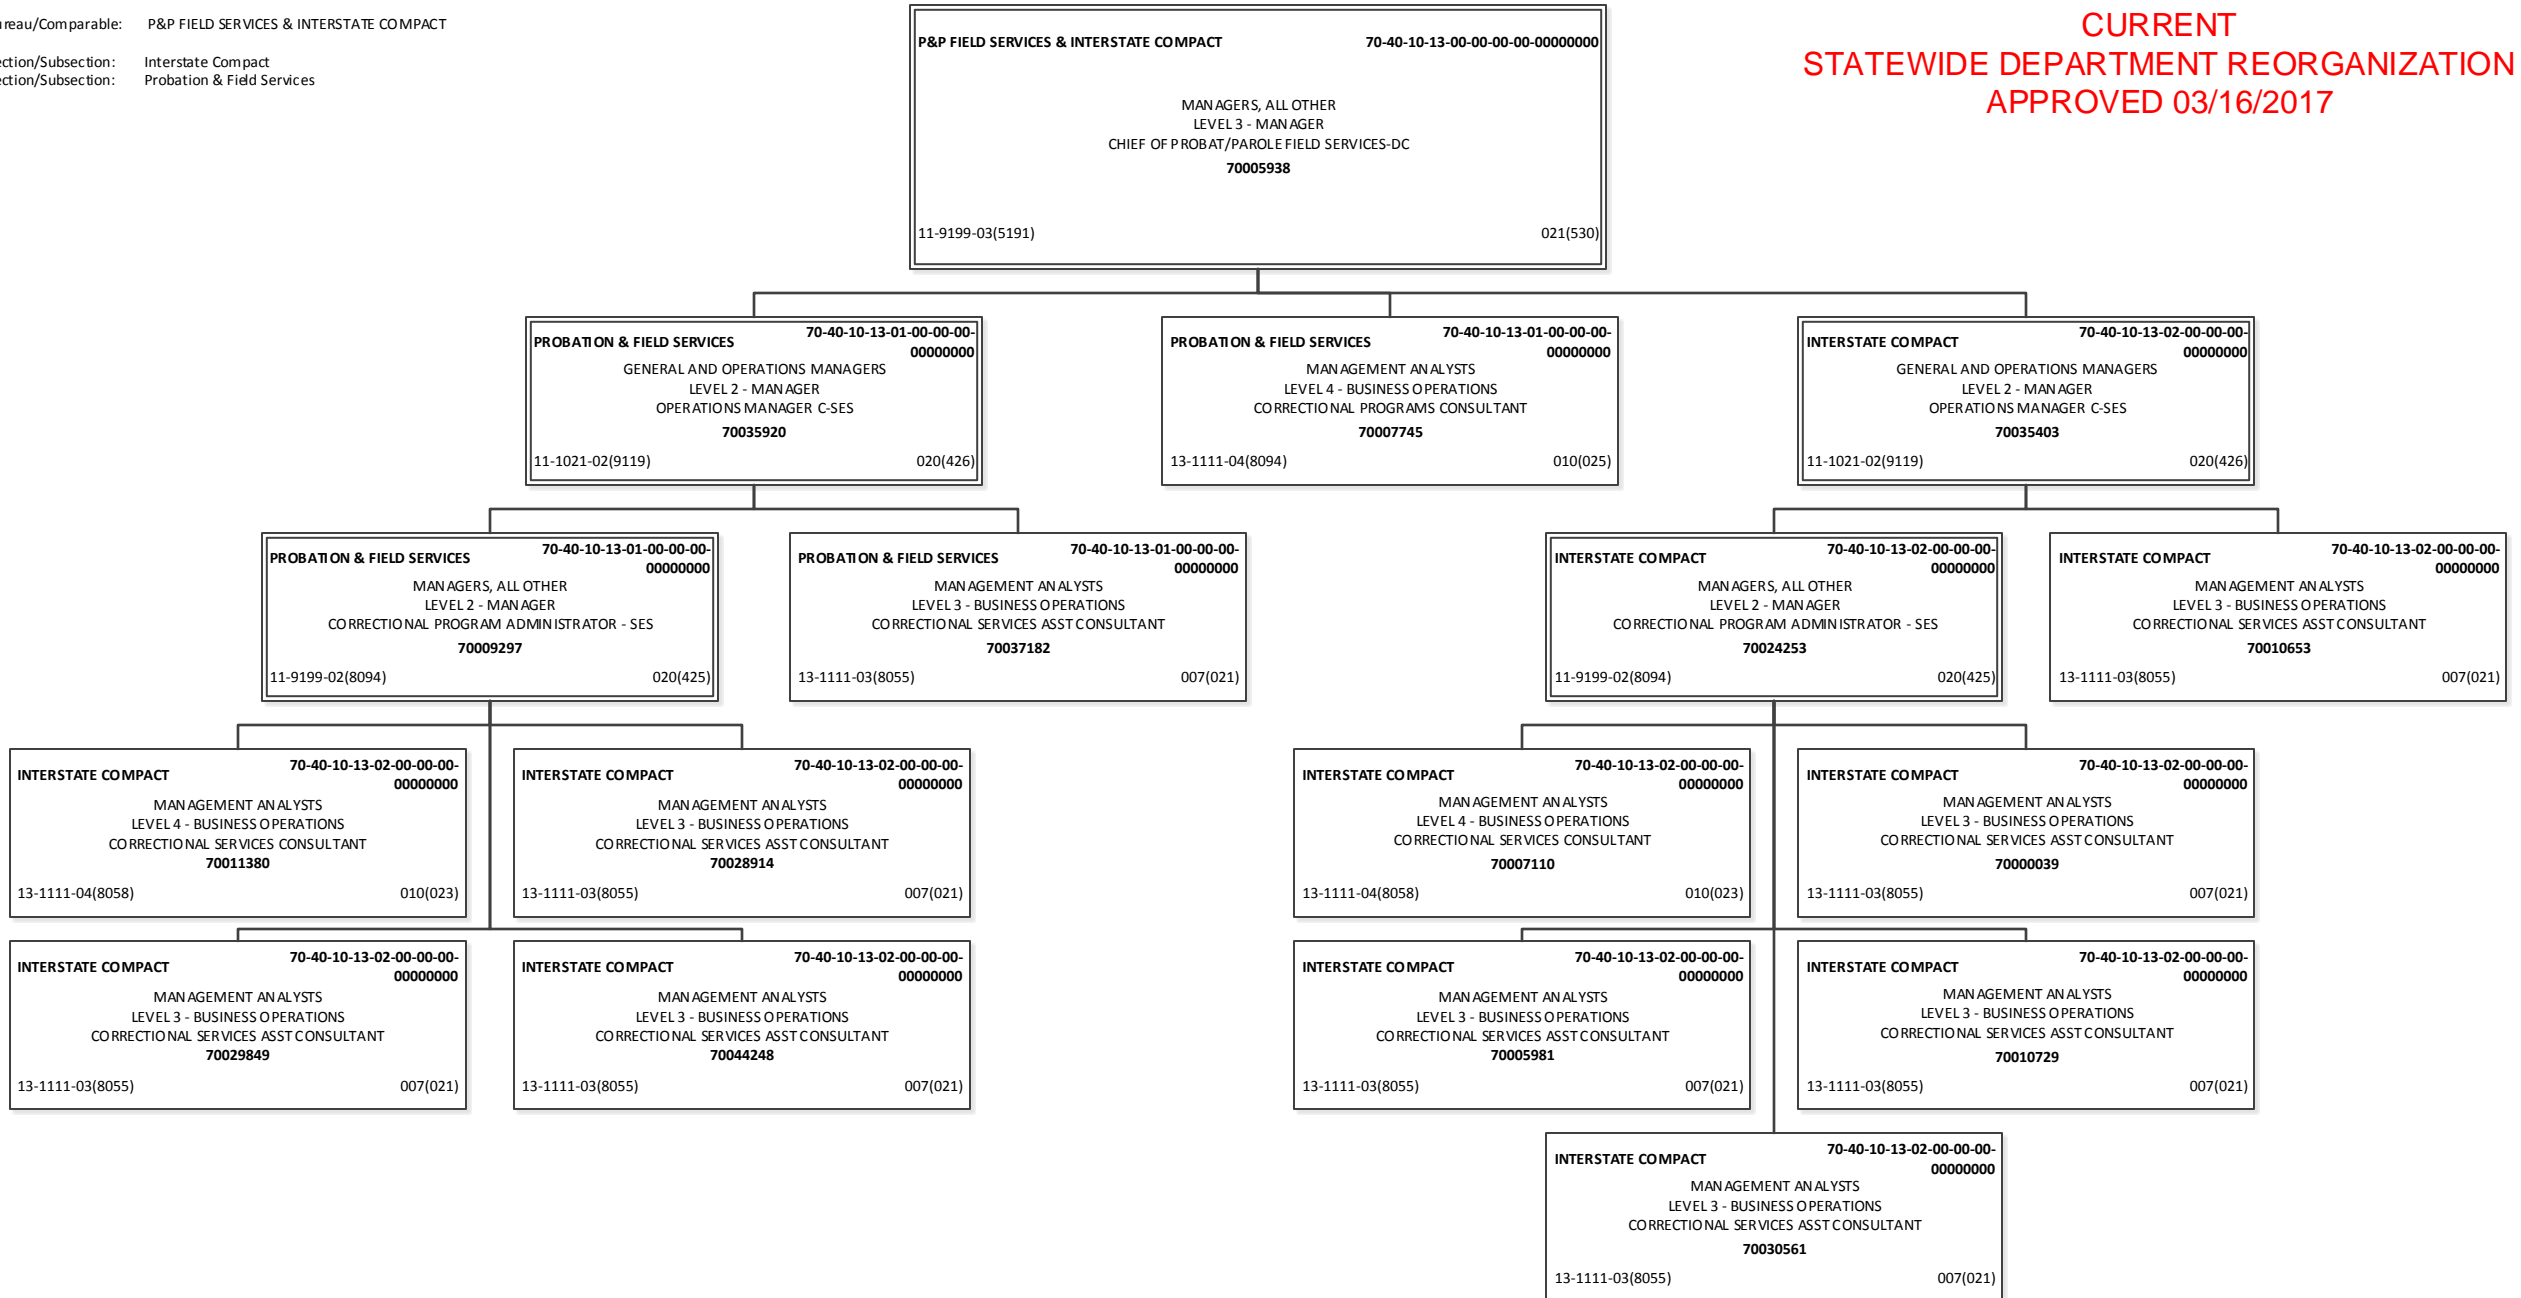 ureau/Comparable: P&P FIELD SERVICES & INTERSTATE COMPACT
ection/Subsection: Interstate Compact
ection/Subsection: Probation & Field Services
CURRENT
STATEWIDE DEPARTMENT REORGANIZATION
APPROVED 03/16/2017
P&P FIELD SERVICES & INTERSTATE COMPACT 70-40-10-13-00-00-00-00-00000000
MANAGERS, ALL OTHER
LEVEL 3 - MANAGER
CHIEF OF PROBAT/PAROLE FIELD SERVICES-DC
70005938
11-9199-03(5191) 021(530)
PROBATION & FIELD SERVICES 70-40-10-13-01-00-00-00-
00000000
GENERAL AND OPERATIONS MANAGERS
LEVEL 2 - MANAGER
OPERATIONS MANAGER C-SES
70035920
11-1021-02(9119) 020(426)
PROBATION & FIELD SERVICES 70-40-10-13-01-00-00-00-
00000000
MANAGEMENT ANALYSTS
LEVEL 4 - BUSINESS OPERATIONS
CORRECTIONAL PROGRAMS CONSULTANT
70007745
13-1111-04(8094) 010(025)
INTERSTATE COMPACT 70-40-10-13-02-00-00-00-
00000000
GENERAL AND OPERATIONS MANAGERS
LEVEL 2 - MANAGER
OPERATIONS MANAGER C-SES
70035403
11-1021-02(9119) 020(426)
PROBATION & FIELD SERVICES 70-40-10-13-01-00-00-00-
00000000
MANAGERS, ALL OTHER
LEVEL 2 - MANAGER
CORRECTIONAL PROGRAM ADMINISTRATOR - SES
70009297
11-9199-02(8094) 020(425)
PROBATION & FIELD SERVICES 70-40-10-13-01-00-00-00-
00000000
MANAGEMENT ANALYSTS
LEVEL 3 - BUSINESS OPERATIONS
CORRECTIONAL SERVICES ASST CONSULTANT
70037182
13-1111-03(8055) 007(021)
INTERSTATE COMPACT 70-40-10-13-02-00-00-00-
00000000
MANAGERS, ALL OTHER
LEVEL 2 - MANAGER
CORRECTIONAL PROGRAM ADMINISTRATOR - SES
70024253
11-9199-02(8094) 020(425)
INTERSTATE COMPACT 70-40-10-13-02-00-00-00-
00000000
MANAGEMENT ANALYSTS
LEVEL 3 - BUSINESS OPERATIONS
CORRECTIONAL SERVICES ASST CONSULTANT
70010653
13-1111-03(8055) 007(021)
INTERSTATE COMPACT 70-40-10-13-02-00-00-00-
00000000
MANAGEMENT ANALYSTS
LEVEL 4 - BUSINESS OPERATIONS
CORRECTIONAL SERVICES CONSULTANT
70011380
13-1111-04(8058) 010(023)
INTERSTATE COMPACT 70-40-10-13-02-00-00-00-
00000000
MANAGEMENT ANALYSTS
LEVEL 3 - BUSINESS OPERATIONS
CORRECTIONAL SERVICES ASST CONSULTANT
70028914
13-1111-03(8055) 007(021)
INTERSTATE COMPACT 70-40-10-13-02-00-00-00-
00000000
MANAGEMENT ANALYSTS
LEVEL 4 - BUSINESS OPERATIONS
CORRECTIONAL SERVICES CONSULTANT
70007110
13-1111-04(8058) 010(023)
INTERSTATE COMPACT 70-40-10-13-02-00-00-00-
00000000
MANAGEMENT ANALYSTS
LEVEL 3 - BUSINESS OPERATIONS
CORRECTIONAL SERVICES ASST CONSULTANT
70000039
13-1111-03(8055) 007(021)
INTERSTATE COMPACT 70-40-10-13-02-00-00-00-
00000000
MANAGEMENT ANALYSTS
LEVEL 3 - BUSINESS OPERATIONS
CORRECTIONAL SERVICES ASST CONSULTANT
70029849
13-1111-03(8055) 007(021)
INTERSTATE COMPACT 70-40-10-13-02-00-00-00-
00000000
MANAGEMENT ANALYSTS
LEVEL 3 - BUSINESS OPERATIONS
CORRECTIONAL SERVICES ASST CONSULTANT
70044248
13-1111-03(8055) 007(021)
INTERSTATE COMPACT 70-40-10-13-02-00-00-00-
00000000
MANAGEMENT ANALYSTS
LEVEL 3 - BUSINESS OPERATIONS
CORRECTIONAL SERVICES ASST CONSULTANT
70005981
13-1111-03(8055) 007(021)
INTERSTATE COMPACT 70-40-10-13-02-00-00-00-
00000000
MANAGEMENT ANALYSTS
LEVEL 3 - BUSINESS OPERATIONS
CORRECTIONAL SERVICES ASST CONSULTANT
70010729
13-1111-03(8055) 007(021)
INTERSTATE COMPACT 70-40-10-13-02-00-00-00-
00000000
MANAGEMENT ANALYSTS
LEVEL 3 - BUSINESS OPERATIONS
CORRECTIONAL SERVICES ASST CONSULTANT
70030561
13-1111-03(8055) 007(021)